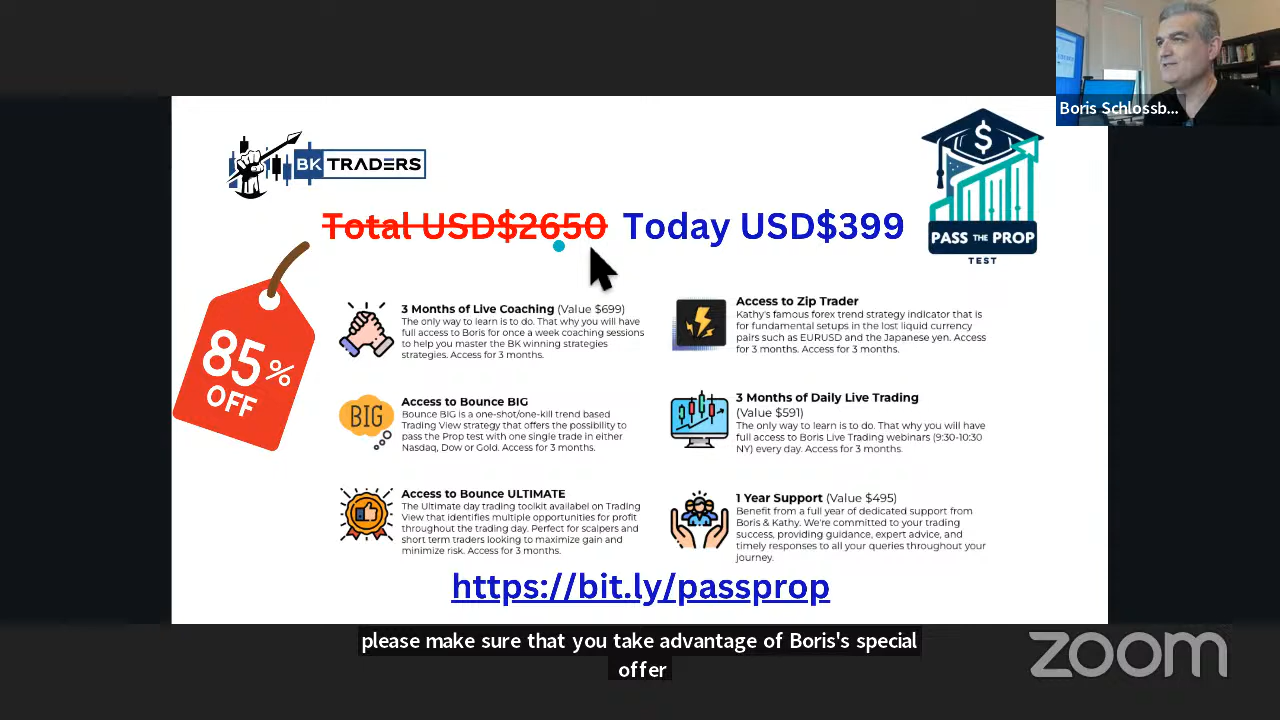 Boris Schlossb...
BK TRADERS
$
PASS THE PROP
TEST
Total USD$2650 Today USD$399
85%
OFF
3 Months of Live Coaching (Value $699)
The only way to learn is to do. That why you will have
full access to Boris for once a week coaching sessions
to help you master the BK winning strategies
strategies. Access for 3 months.
Access to Zip Trader
Kathy's famous forex trend strategy indicator that is
for fundamental setups in the lost liquid currency
pairs such as EURUSD and the Japanese yen. Access
for 3 months. Access for 3 months.
BIG
Access to Bounce BIG
Bounce BIG is a one-shot/one-kill trend based
Trading View strategy that offers the possibility to
pass the Prop test with one single trade in either
Nasdaq, Dow or Gold. Access for 3 months.
3 Months of Daily Live Trading
(Value $591)
The only way to learn is to do. That why you will have
full access to Boris Live Trading webinars (9:30-10:30
NY) every day. Access for 3 months.
Access to Bounce ULTIMATE
The Ultimate day trading toolkit availabel on Trading
View that identifies multiple opportunities for profit
throughout the trading day. Perfect for scalpers and
short term traders looking to maximize gain and
minimize risk. Access for 3 months.
1 Year Support (Value $495)
Benefit from a full year of dedicated support from
Boris & Kathy. We're committed to your trading
success, providing guidance, expert advice, and
timely responses to all your queries throughout your
journey.
https://bit.ly/passprop
please make sure that you take advantage of Boris's special
offer
zoom